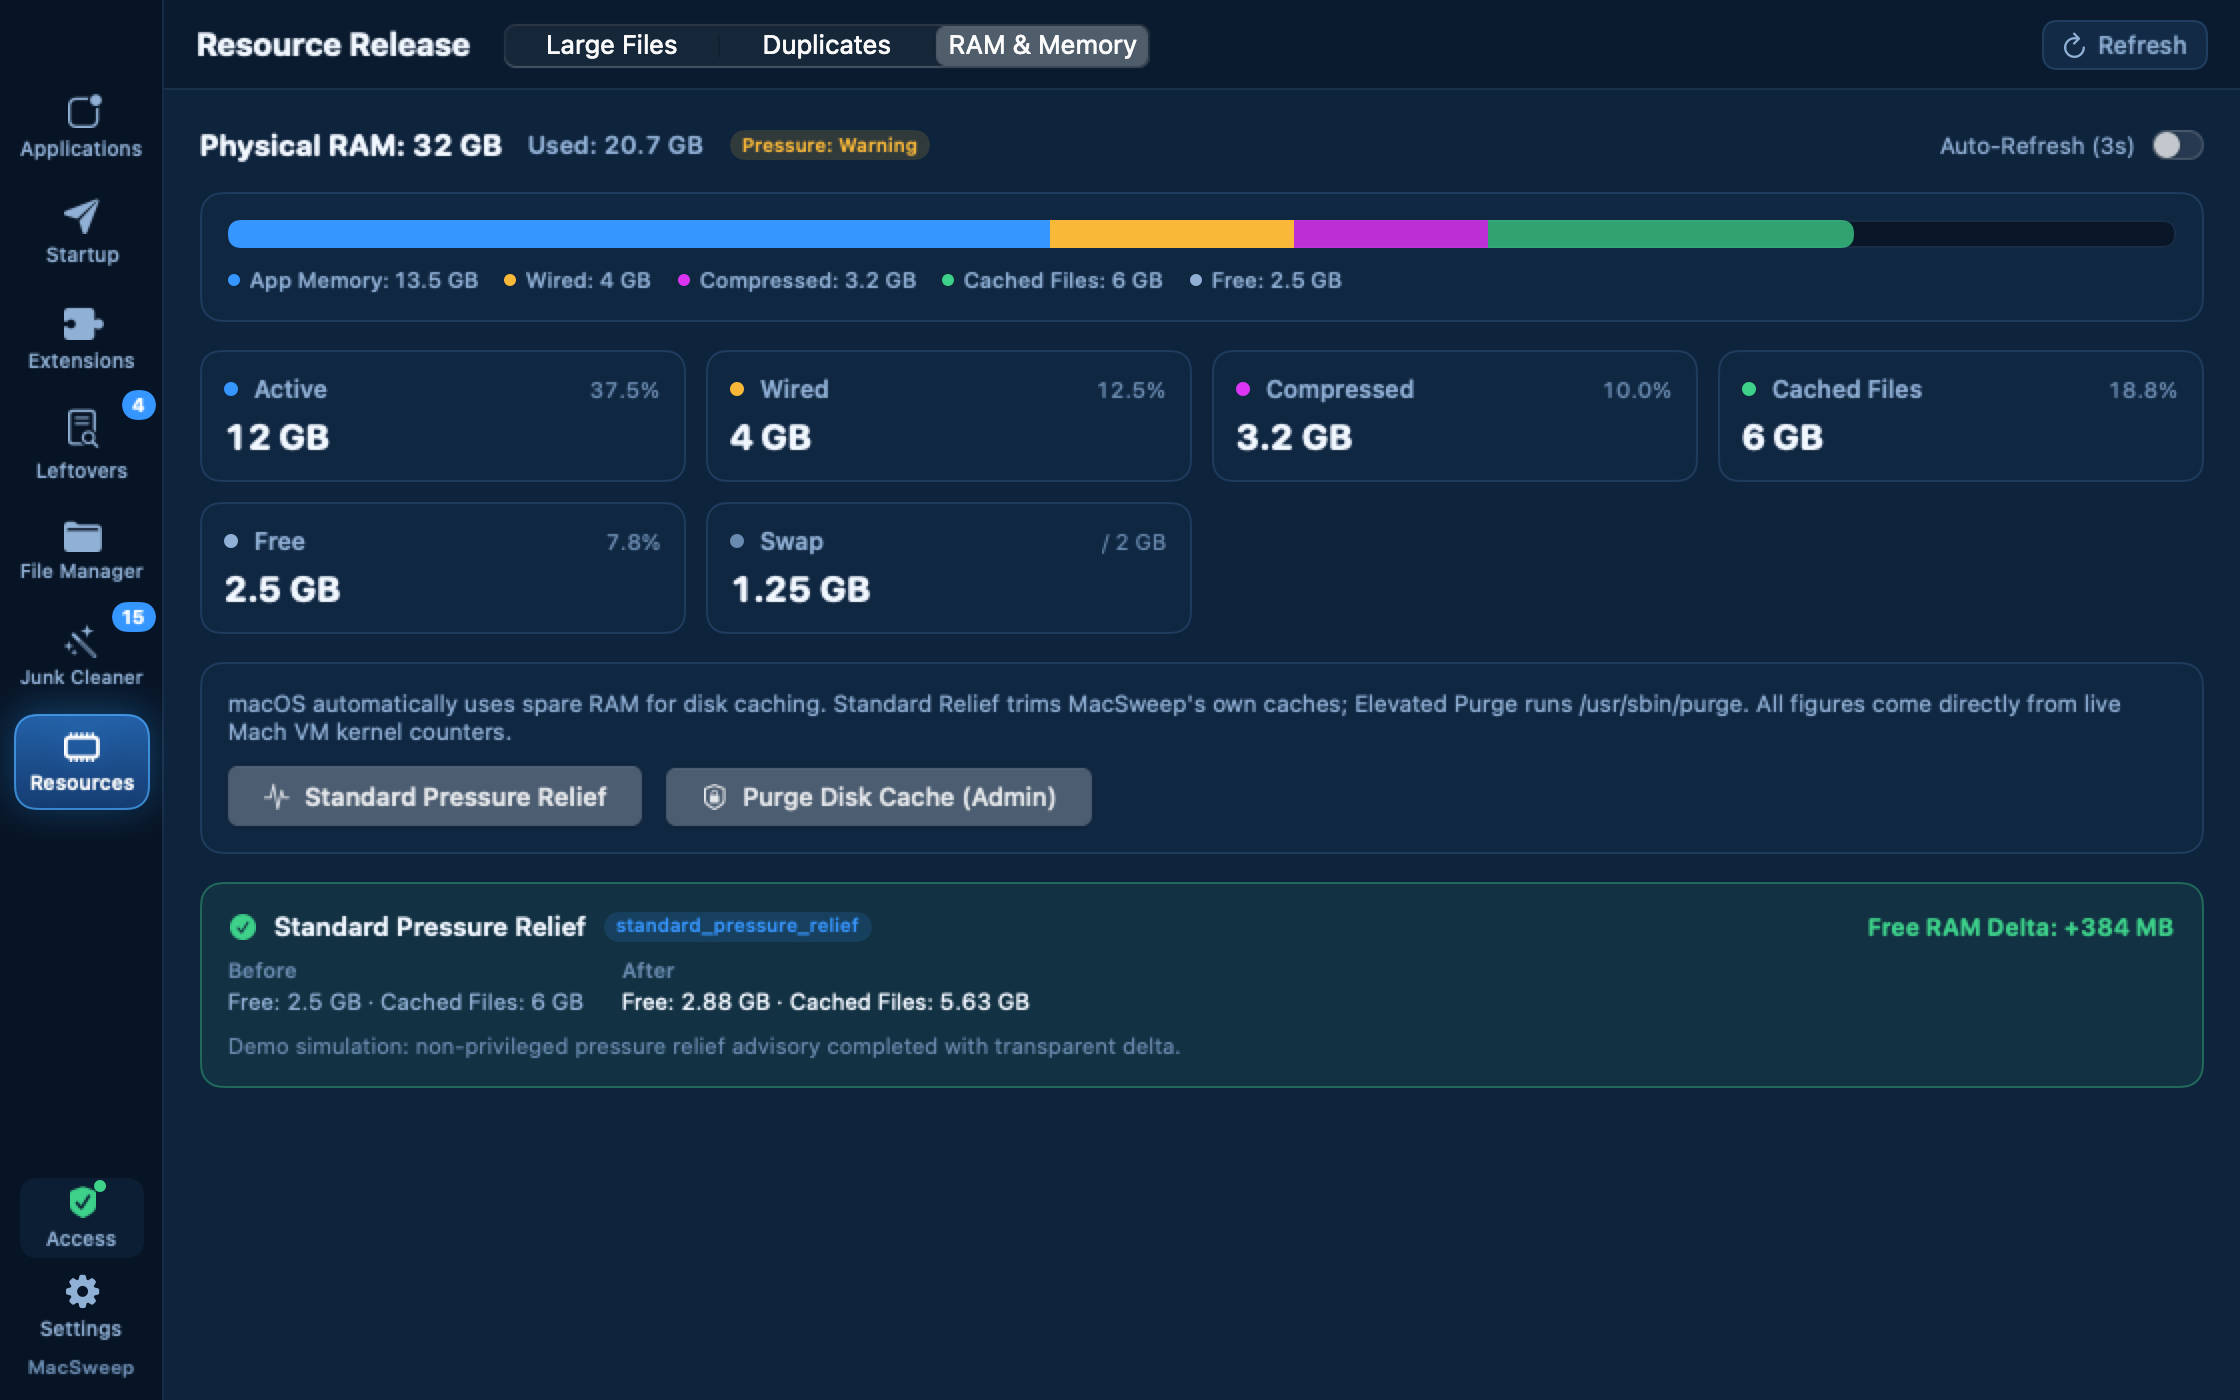 Resource Release
Large Files
Duplicates
RAM & Memory
Refresh
Applications
Startup
Extensions
4
Leftovers
File Manager
15
Junk Cleaner
Resources
Access
Settings
MacSweep
Physical RAM: 32 GB
Used: 20.7 GB
Pressure: Warning
Auto-Refresh (3s)
App Memory: 13.5 GB
Wired: 4 GB
Compressed: 3.2 GB
Cached Files: 6 GB
Free: 2.5 GB
Active
37.5%
12 GB
Wired
12.5%
4 GB
Compressed
10.0%
3.2 GB
Cached Files
18.8%
6 GB
Free
7.8%
2.5 GB
Swap
/ 2 GB
1.25 GB
macOS automatically uses spare RAM for disk caching. Standard Relief trims MacSweep's own caches; Elevated Purge runs /usr/sbin/purge. All figures come directly from live
Mach VM kernel counters.
Standard Pressure Relief
Purge Disk Cache (Admin)
Standard Pressure Relief
standard_pressure_relief
Free RAM Delta: +384 MB
Before
Free: 2.5 GB · Cached Files: 6 GB
After
Free: 2.88 GB · Cached Files: 5.63 GB
Demo simulation: non-privileged pressure relief advisory completed with transparent delta.